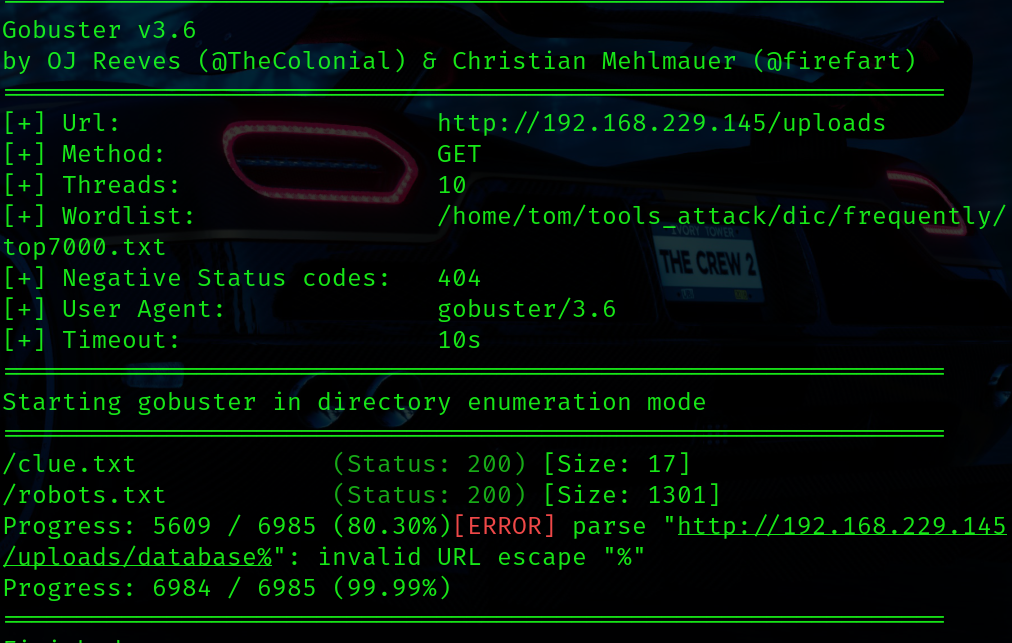 Gobuster v3.6
by OJ Reeves (@TheColonial) & Christian Mehlmauer (@firefart)
[+] Url:                     http://192.168.229.145/uploads
[+] Method:                  GET
[+] Threads:                 10
[+] Wordlist:                /home/tom/tools_attack/dic/frequently/
top7000.txt
[+] Negative Status codes:   404
[+] User Agent:              gobuster/3.6
[+] Timeout:                 10s
THE CREW 2
Starting gobuster in directory enumeration mode
/clue.txt             (Status: 200) [Size: 17]
/robots.txt           (Status: 200) [Size: 1301]
Progress: 5609 / 6985 (80.30%)[ERROR] parse "http://192.168.229.145
/uploads/database%": invalid URL escape "%"
Progress: 6984 / 6985 (99.99%)